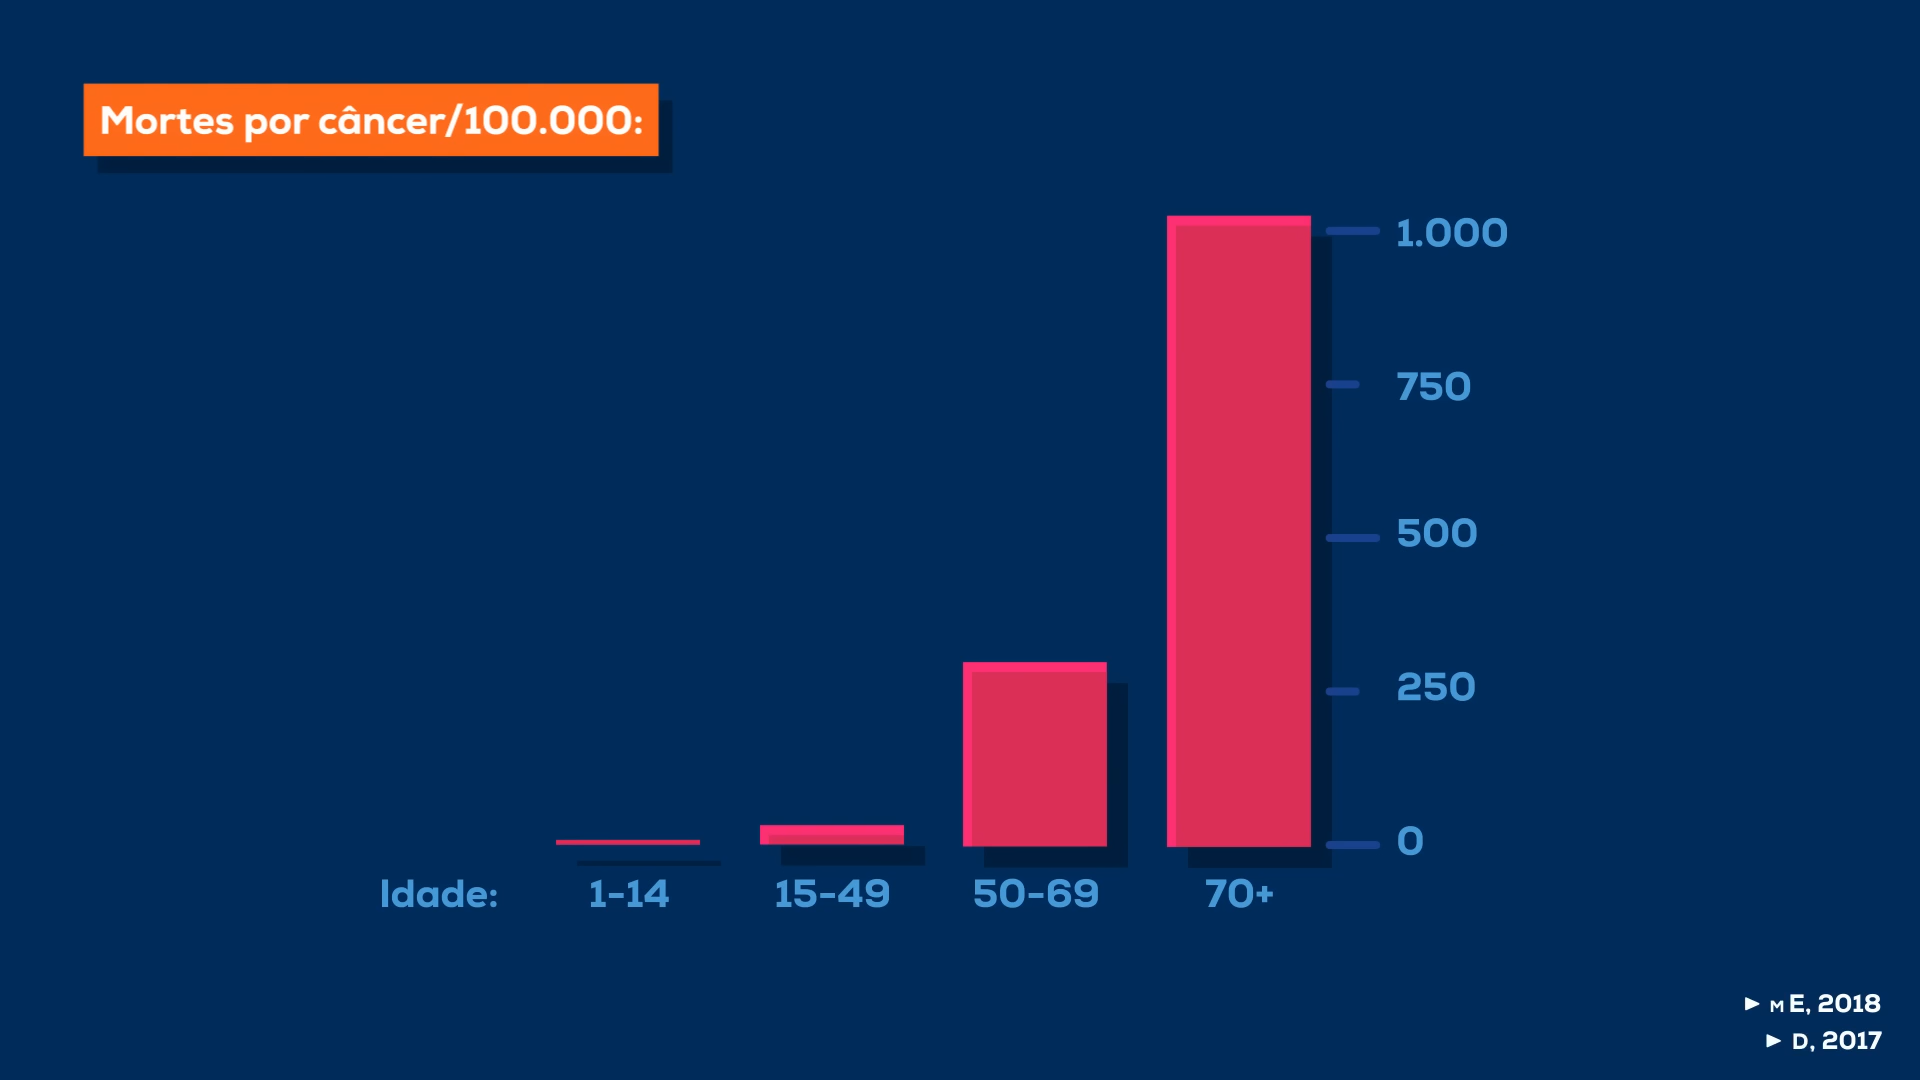 Mortes por câncer/100.000:
1.000
750
500
250
0
Idade: 1-14 15-49 50-69 70+
► ME, 2018
► D, 2017